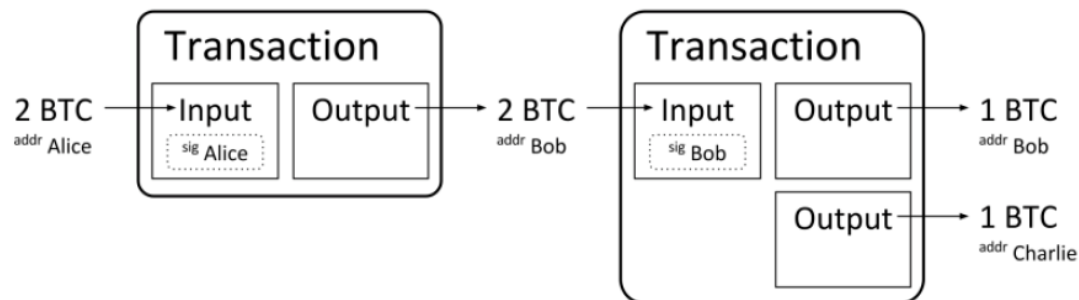 Transaction
2 BTC
addr Alice
Input
sig Alice
Output
2 BTC
addr Bob
Transaction
Input
sig Bob
Output
1 BTC
addr Bob
Output
1 BTC
addr Charlie